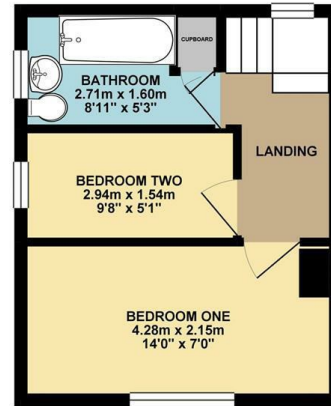 CUPBOARD
BATHROOM
2.71m x 1.60m
8'11" x 5'3"
LANDING
BEDROOM TWO
2.94m x 1.54m
9'8" x 5'1"
BEDROOM ONE
4.28m x 2.15m
14'0" x 7'0"